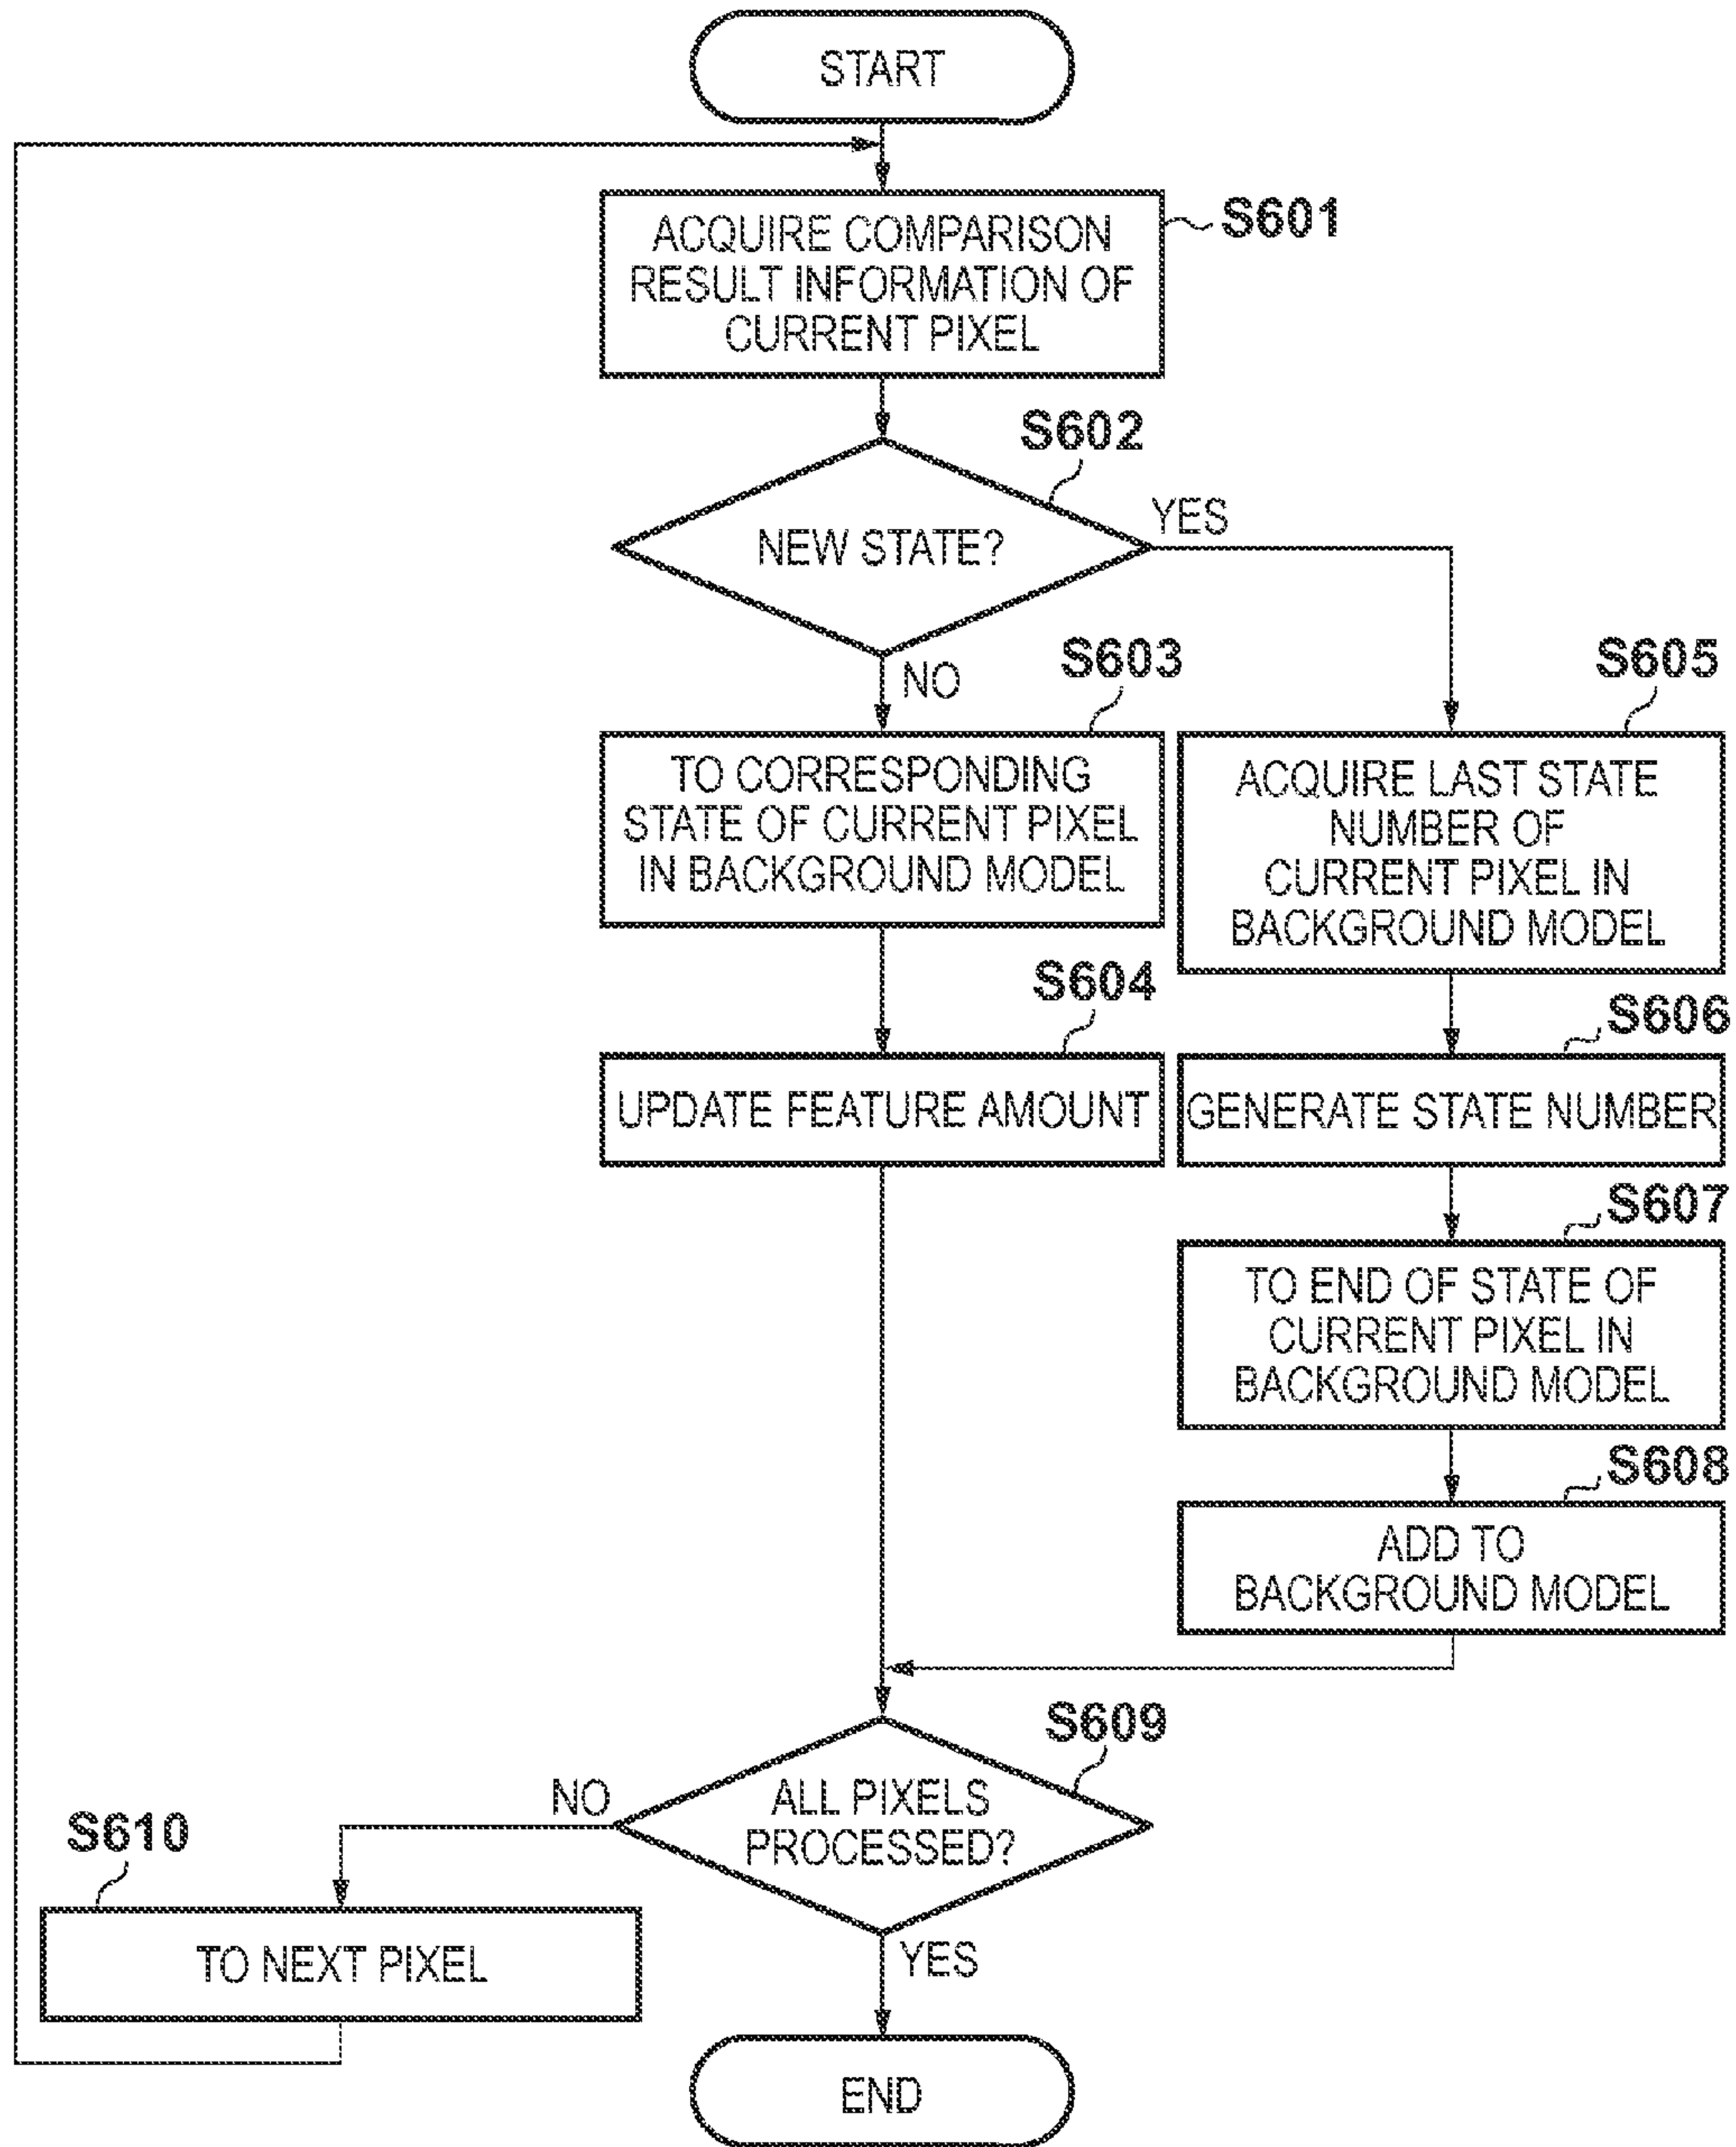 START
ACQUIRE COMPARISON
RESULT INFORMATION OF
CURRENT PIXEL
S601
S602
NEW STATE?
YES
NO
S603
TO CORRESPONDING
STATE OF CURRENT PIXEL
IN BACKGROUND MODEL
S604
UPDATE FEATURE AMOUNT
S605
ACQUIRE LAST STATE
NUMBER OF
CURRENT PIXEL IN
BACKGROUND MODEL
S606
GENERATE STATE NUMBER
S607
TO END OF STATE OF
CURRENT PIXEL IN
BACKGROUND MODEL
S608
ADD TO
BACKGROUND MODEL
S609
ALL PIXELS
PROCESSED?
NO
S610
TO NEXT PIXEL
YES
END